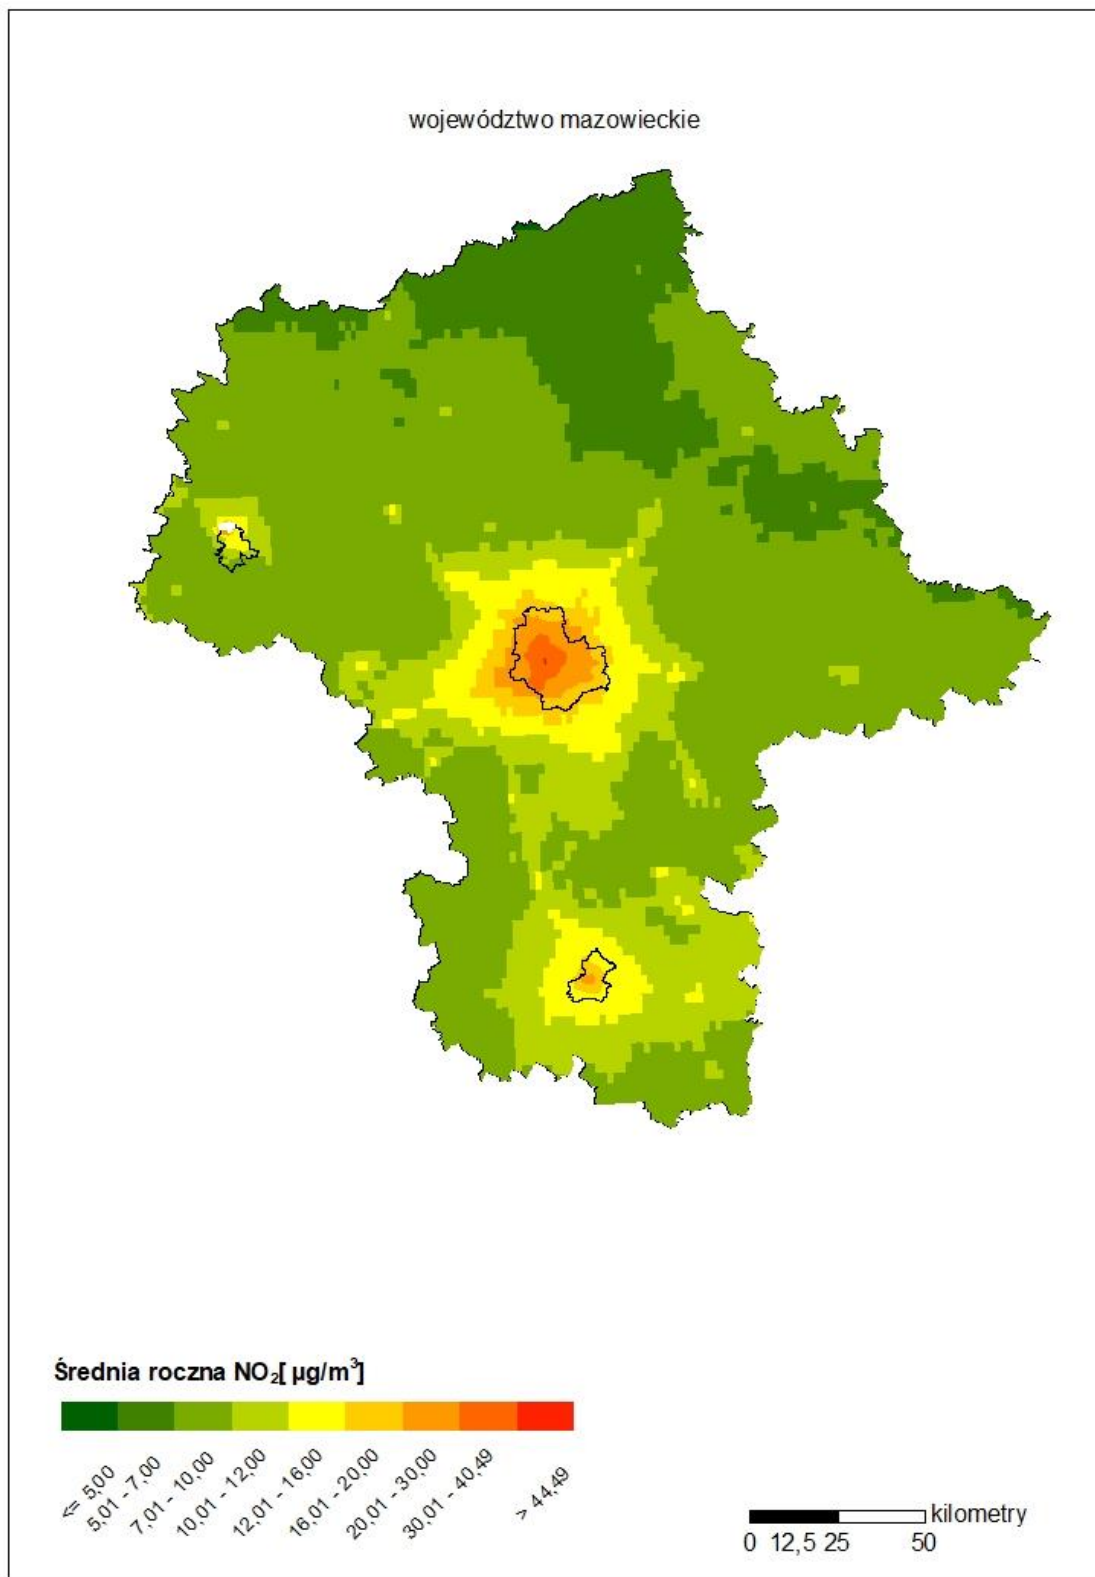 województwo mazowieckie
Średnia roczna NO₂[ µg/m³]
<= 5,00
5,01 - 7,00
7,01 - 10,00
10,01 - 12,00
12,01 - 16,00
16,01 - 20,00
20,01 - 30,00
30,01 - 40,49
> 44,49
kilometry
0 12,5 25 50